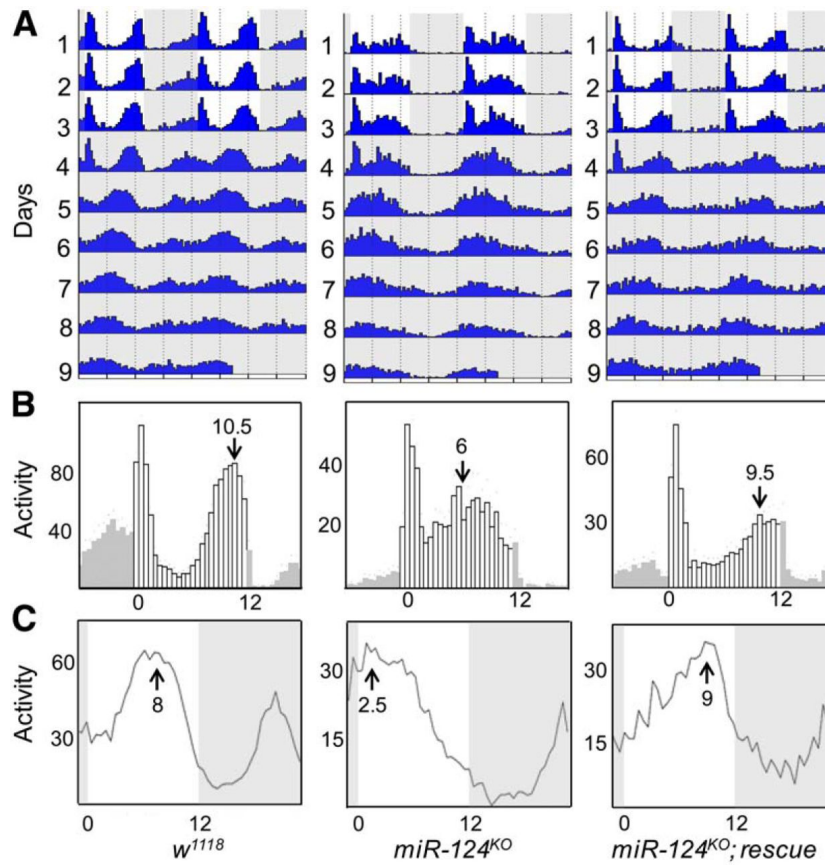 A
1 1 1
2 2 2
3 3 3
4 4 4
5 5 5
6 6 6
7 7 7
8 8 8
9 9 9
Days
B
10.5 6 9.5
Activity
80 40 60
40 20 30
0 12 0 12 0 12
C
Activity
60 30 30
30 15 15
8 2.5 9
0 12 0 12 0 12
w¹¹¹⁸ miR-124ᴷᴼ miR-124ᴷᴼ; rescue